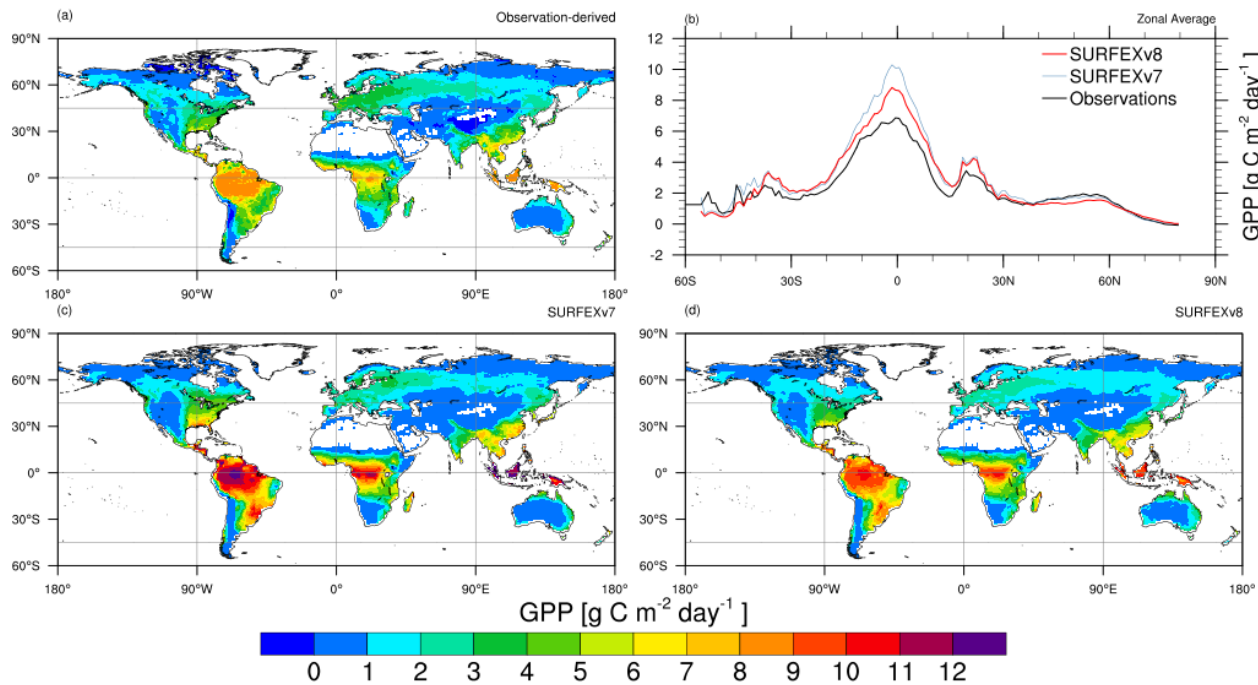 (a) Observation-derived
90°N
60°N
30°N
0°
30°S
60°S
180° 90°W 0° 90°E 180°
(b) Zonal Average
SURFEXv8
SURFEXv7
Observations
12
10
8
6
4
2
0
-2
GPP [g C m⁻² day⁻¹]
60S 30S 0 30N 60N 90N
(c) SURFEXv7
90°N
60°N
30°N
0°
30°S
60°S
180° 90°W 0° 90°E 180°
(d) SURFEXv8
90°N
60°N
30°N
0°
30°S
60°S
180° 90°W 0° 90°E 180°
GPP [g C m⁻² day⁻¹ ]
0 1 2 3 4 5 6 7 8 9 10 11 12